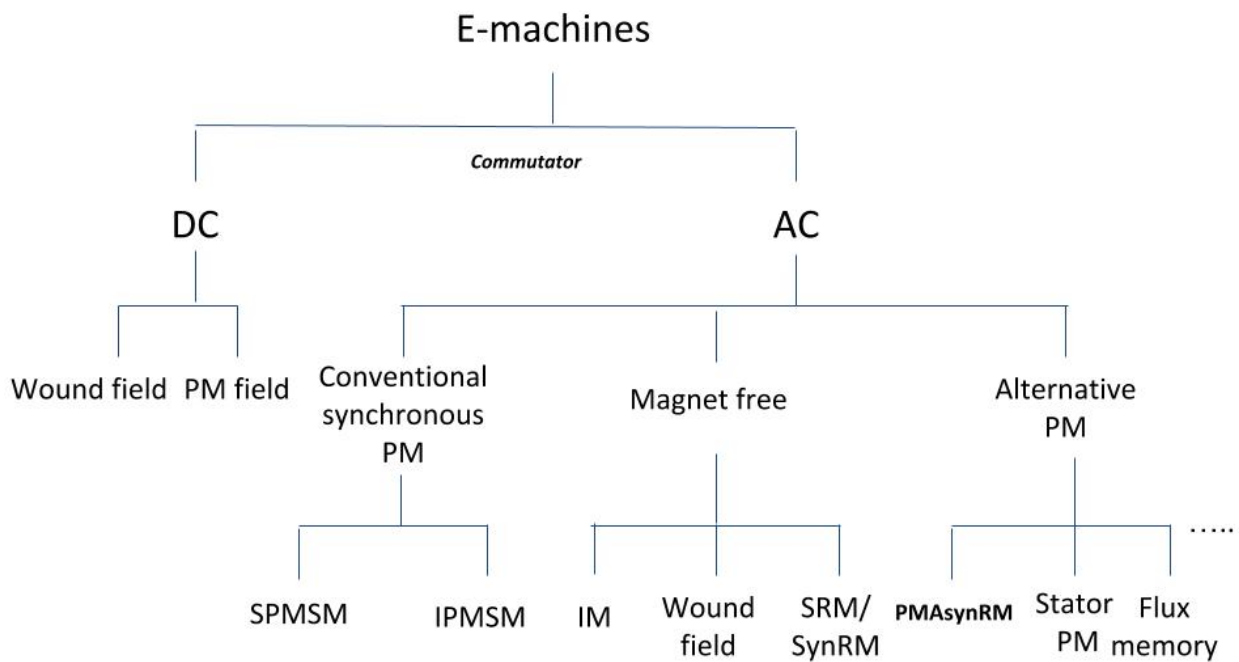 E-machines
Commutator
DC
AC
Wound field
PM field
Conventional
synchronous
PM
Magnet free
Alternative
PM
SPMSM
IPMSM
IM
Wound
field
SRM/
SynRM
PMAsynRM
Stator
PM
Flux
memory
.....